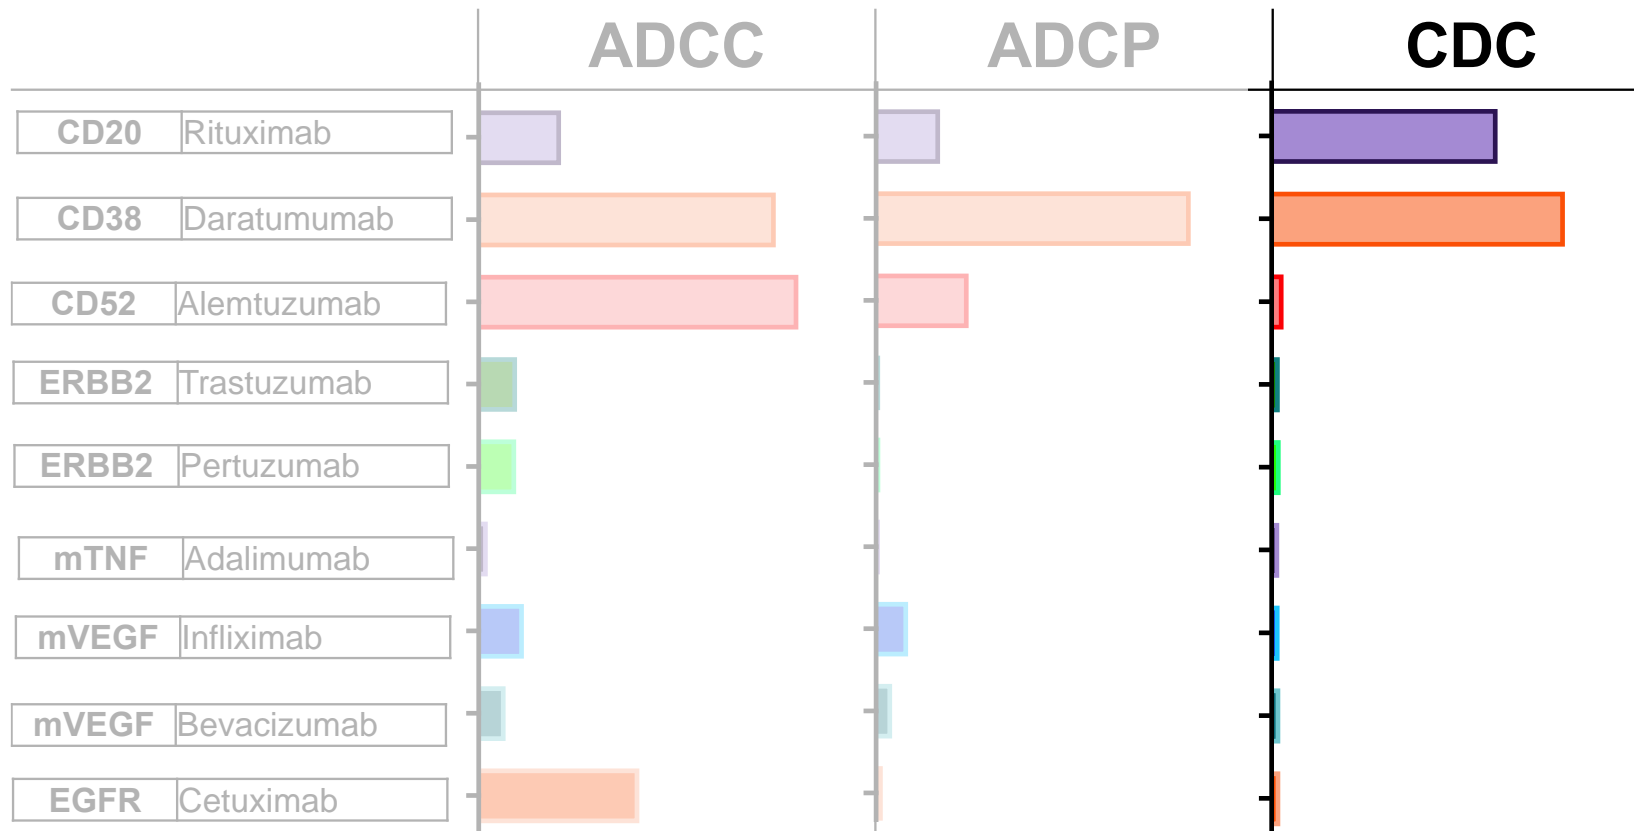 ADCC ADCP CDC
CD20 Rituximab
CD38 Daratumumab
CD52 Alemtuzumab
ERBB2 Trastuzumab
ERBB2 Pertuzumab
mTNF Adalimumab
mVEGF Infliximab
mVEGF Bevacizumab
EGFR Cetuximab